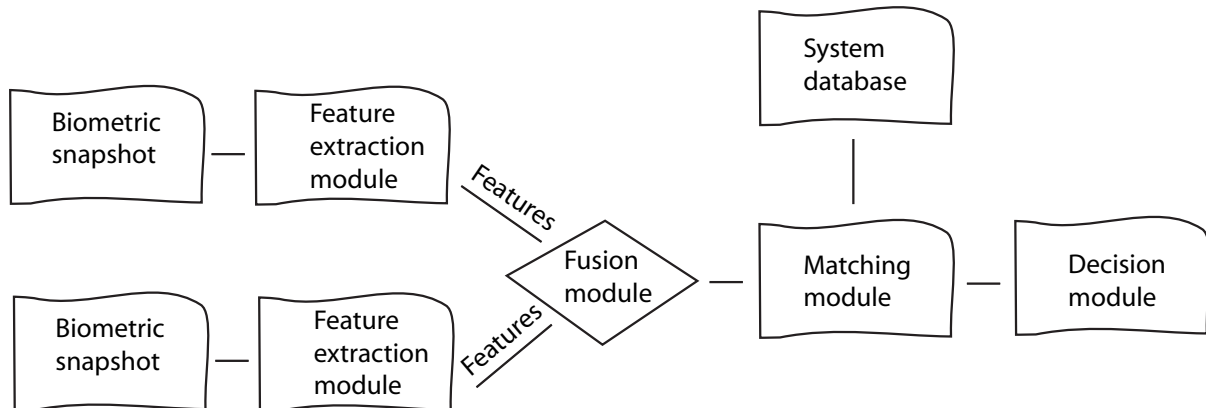 System
database
Biometric
snapshot
Feature
extraction
module
Features
Fusion
module
Matching
module
Decision
module
Biometric
snapshot
Feature
extraction
module
Features